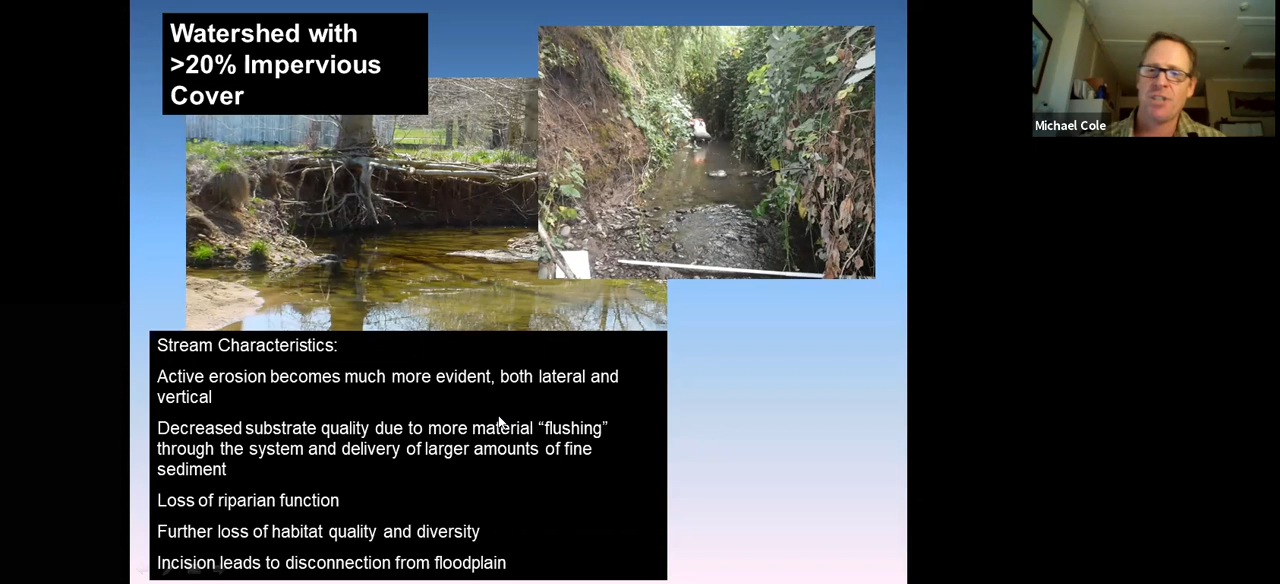 Watershed with
>20% Impervious
Cover
Michael Cole
Stream Characteristics:
Active erosion becomes much more evident, both lateral and
vertical
Decreased substrate quality due to more material “flushing”
through the system and delivery of larger amounts of fine
sediment
Loss of riparian function
Further loss of habitat quality and diversity
Incision leads to disconnection from floodplain